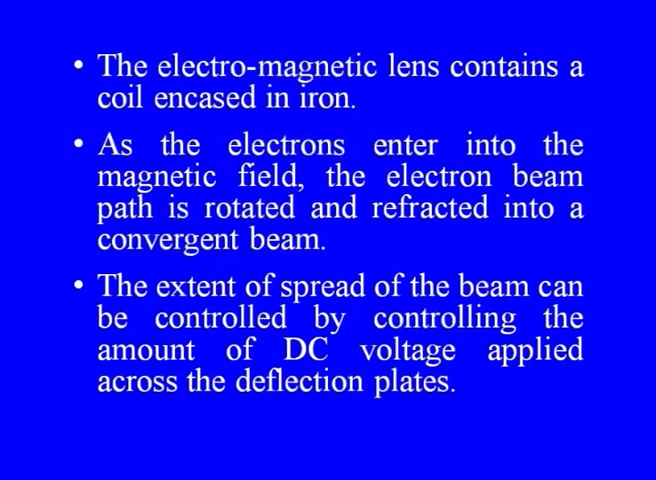 • The electro-magnetic lens contains a
coil encased in iron.
• As the electrons enter into the
magnetic field, the electron beam
path is rotated and refracted into a
convergent beam.
• The extent of spread of the beam can
be controlled by controlling the
amount of DC voltage applied
across the deflection plates.